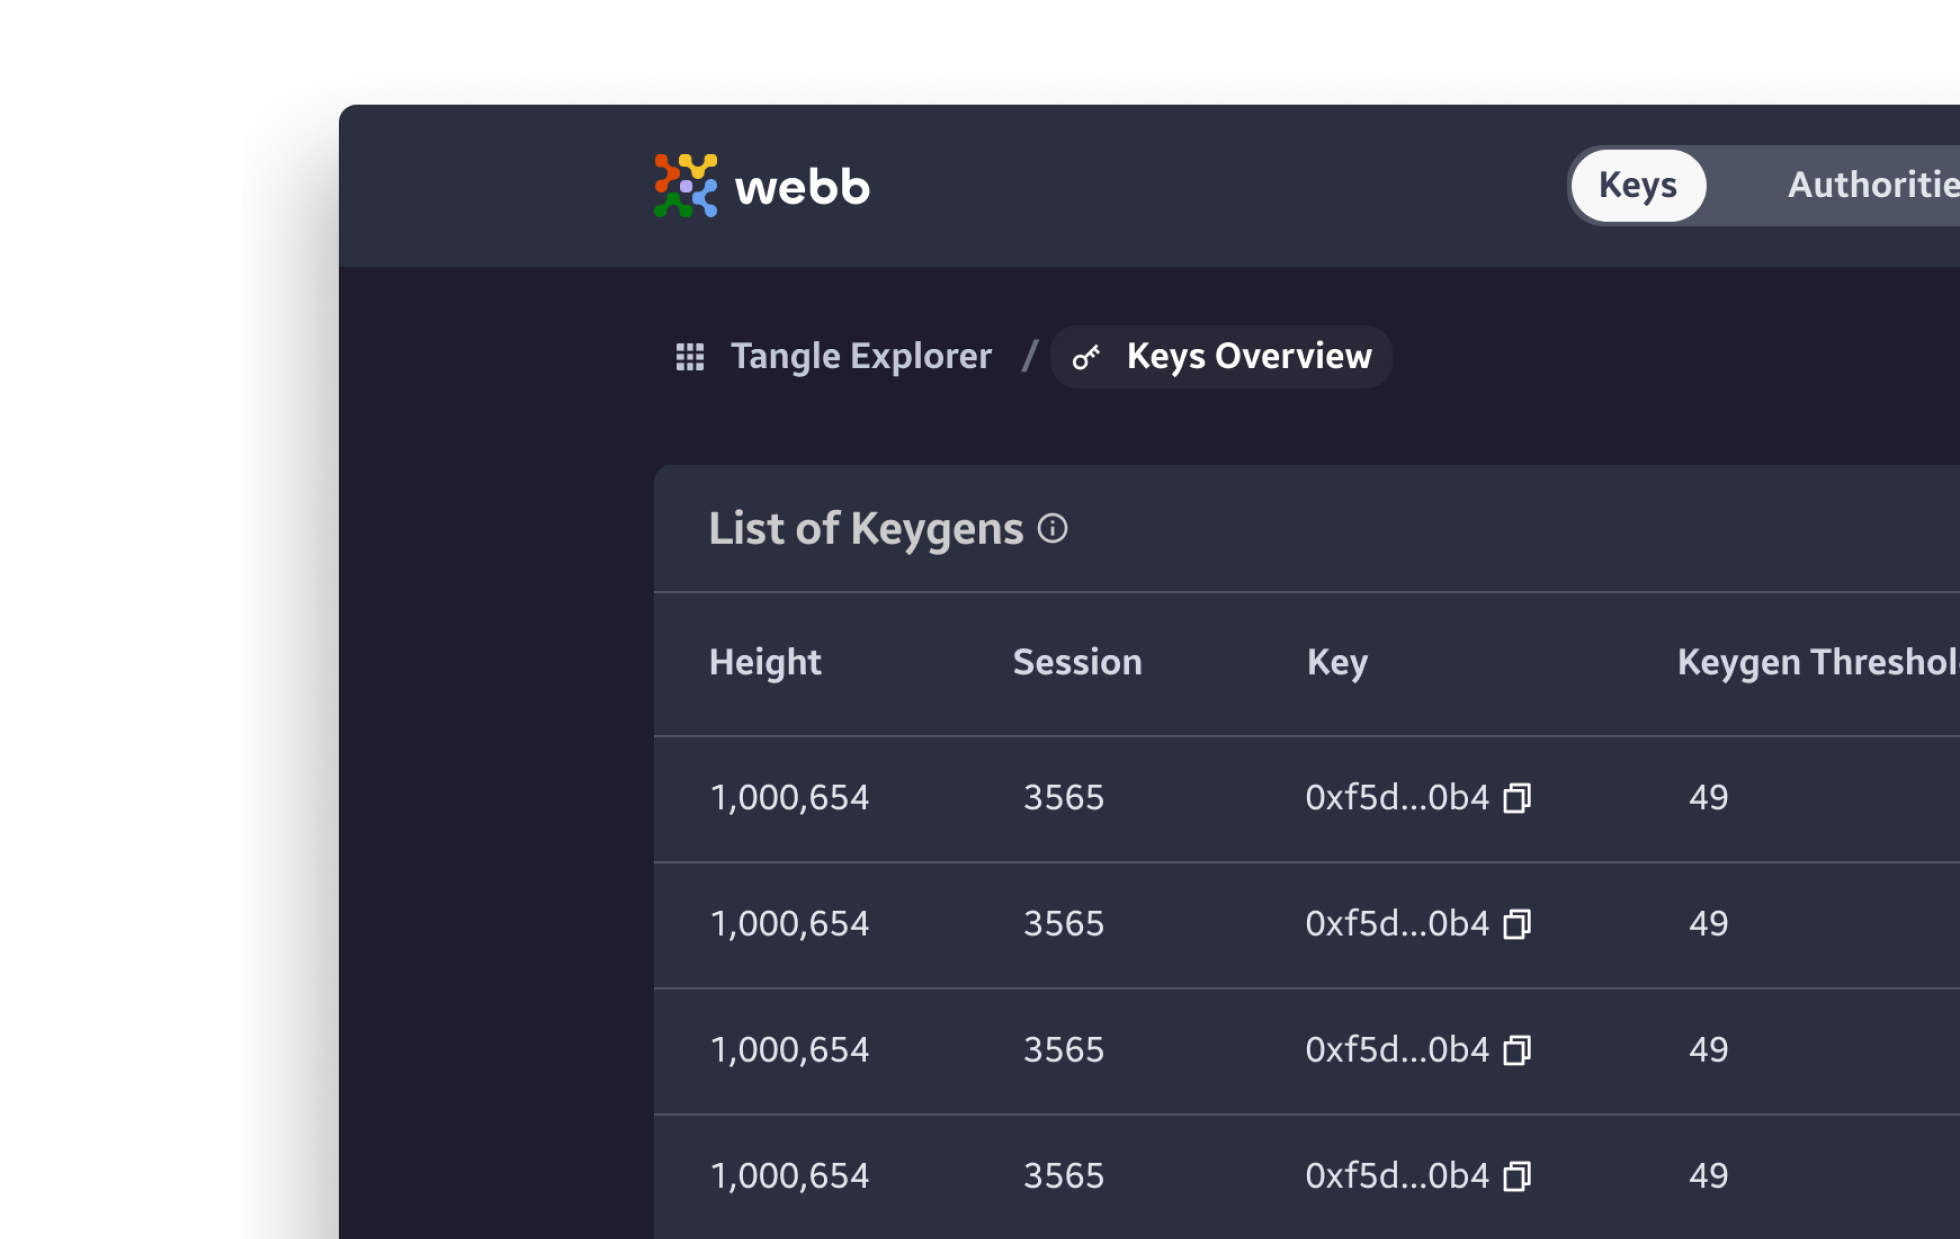 webb
Keys Authoritie
Tangle Explorer / Keys Overview
List of Keygens
Height Session Key Keygen Threshol
1,000,654 3565 0xf5d...0b4 49
1,000,654 3565 0xf5d...0b4 49
1,000,654 3565 0xf5d...0b4 49
1,000,654 3565 0xf5d...0b4 49